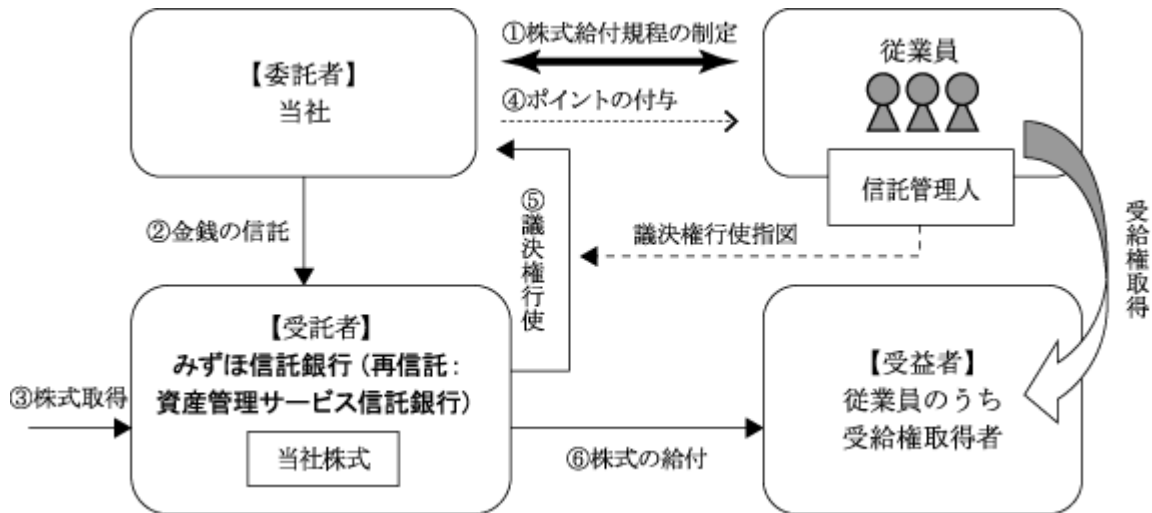 ①株式給付規程の制定
【委託者】
当社
従業員
④ポイントの付与
信託管理人
②金銭の信託
⑤議決権行使
議決権行使指図
受給権取得
【受託者】
みずほ信託銀行(再信託:
資産管理サービス信託銀行)
③株式取得
当社株式
⑥株式の給付
【受益者】
従業員のうち
受給権取得者